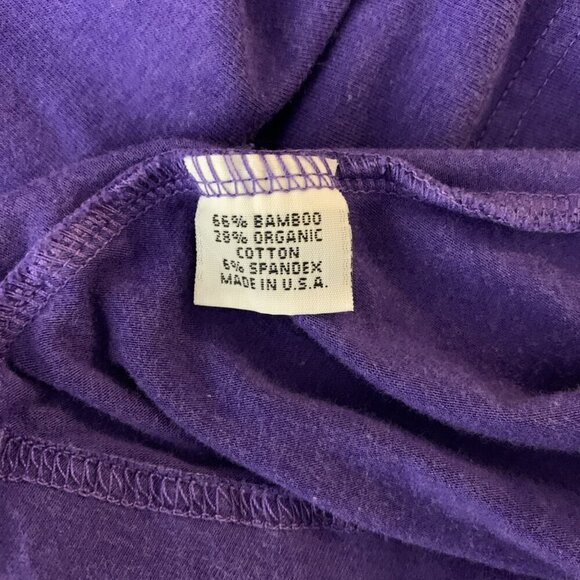 66% BAMBOO
28% ORGANIC
COTTON
6% SPANDEX
MADE IN U.S.A.